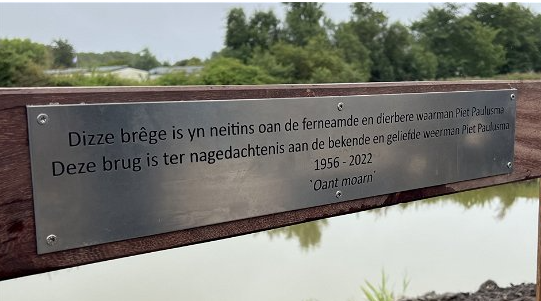 Dizze brêge is yn neitins oan de ferneamde en dierbere waarman Piet Paulusma
Deze brug is ter nagedachtenis aan de bekende en geliefde weerman Piet Paulusma
1956 - 2022
`Oant moarn´